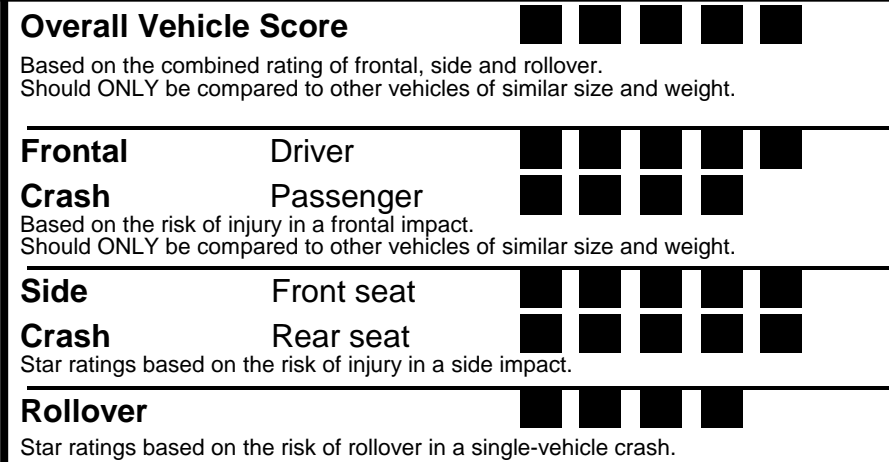 Overall Vehicle Score
Based on the combined rating of frontal, side and rollover.
Should ONLY be compared to other vehicles of similar size and weight.
Frontal Driver
Crash Passenger
Based on the risk of injury in a frontal impact.
Should ONLY be compared to other vehicles of similar size and weight.
Side Front seat
Crash Rear seat
Star ratings based on the risk of injury in a side impact.
Rollover
Star ratings based on the risk of rollover in a single-vehicle crash.